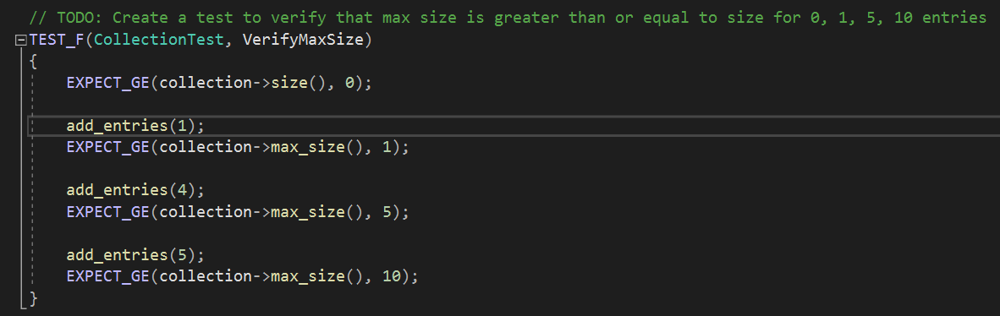 // TODO: Create a test to verify that max size is greater than or equal to size for 0, 1, 5, 10 entries
TEST_F(CollectionTest, VerifyMaxSize)
{
    EXPECT_GE(collection->size(), 0);
    add_entries(1);
    EXPECT_GE(collection->max_size(), 1);
    add_entries(4);
    EXPECT_GE(collection->max_size(), 5);
    add_entries(5);
    EXPECT_GE(collection->max_size(), 10);
}